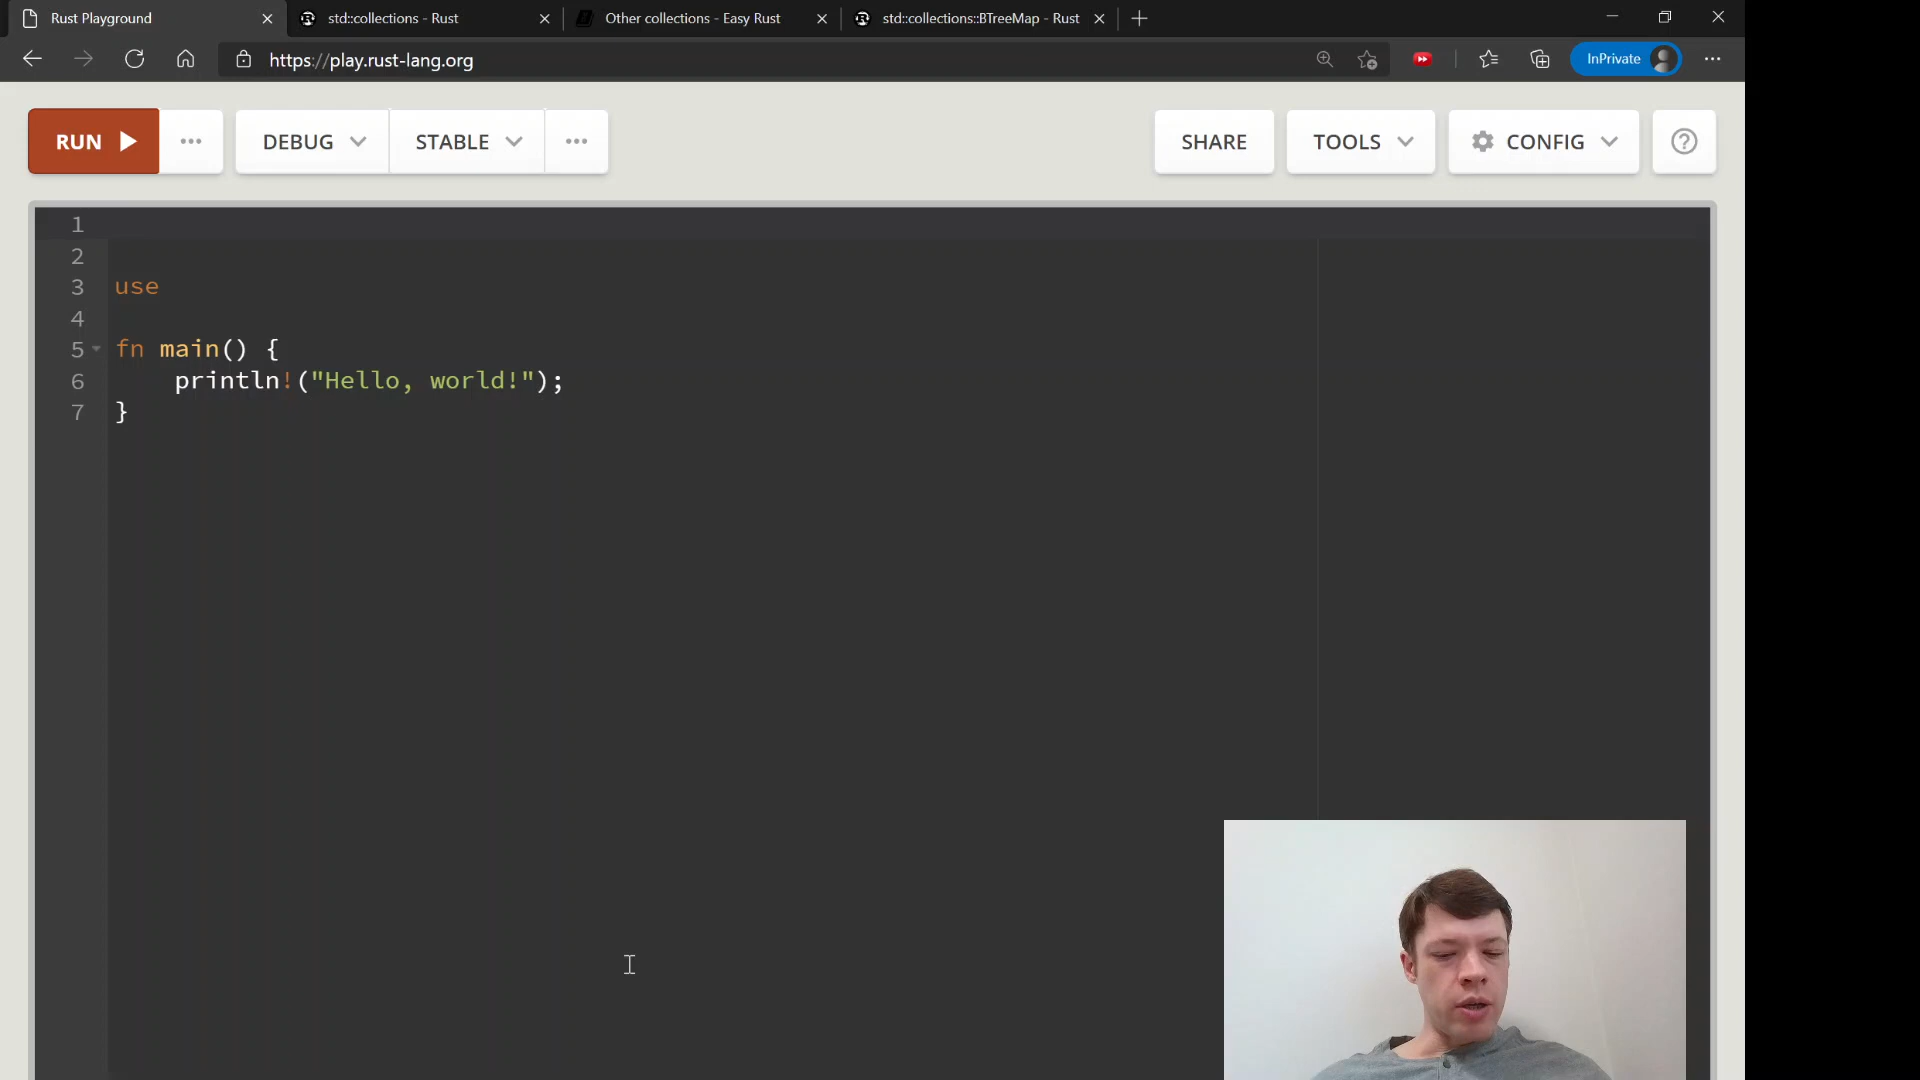 Rust Playground
std::collections - Rust
Other collections - Easy Rust
std::collections::BTreeMap - Rust
https://play.rust-lang.org
InPrivate
RUN
DEBUG
STABLE
SHARE
TOOLS
CONFIG
1
2
3 use
4
5 fn main() {
6 println!("Hello, world!");
7 }